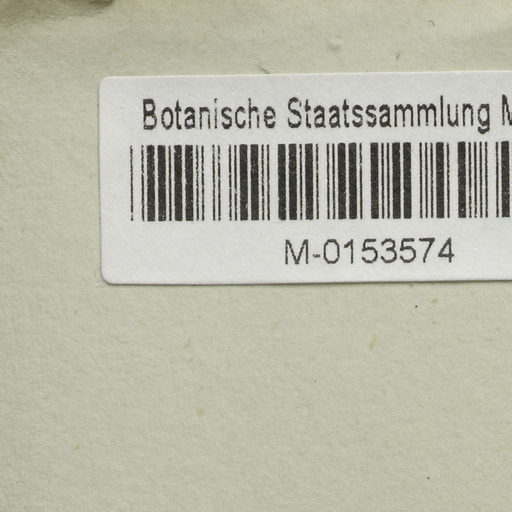 Botanische Staatssammlung M
M-0153574